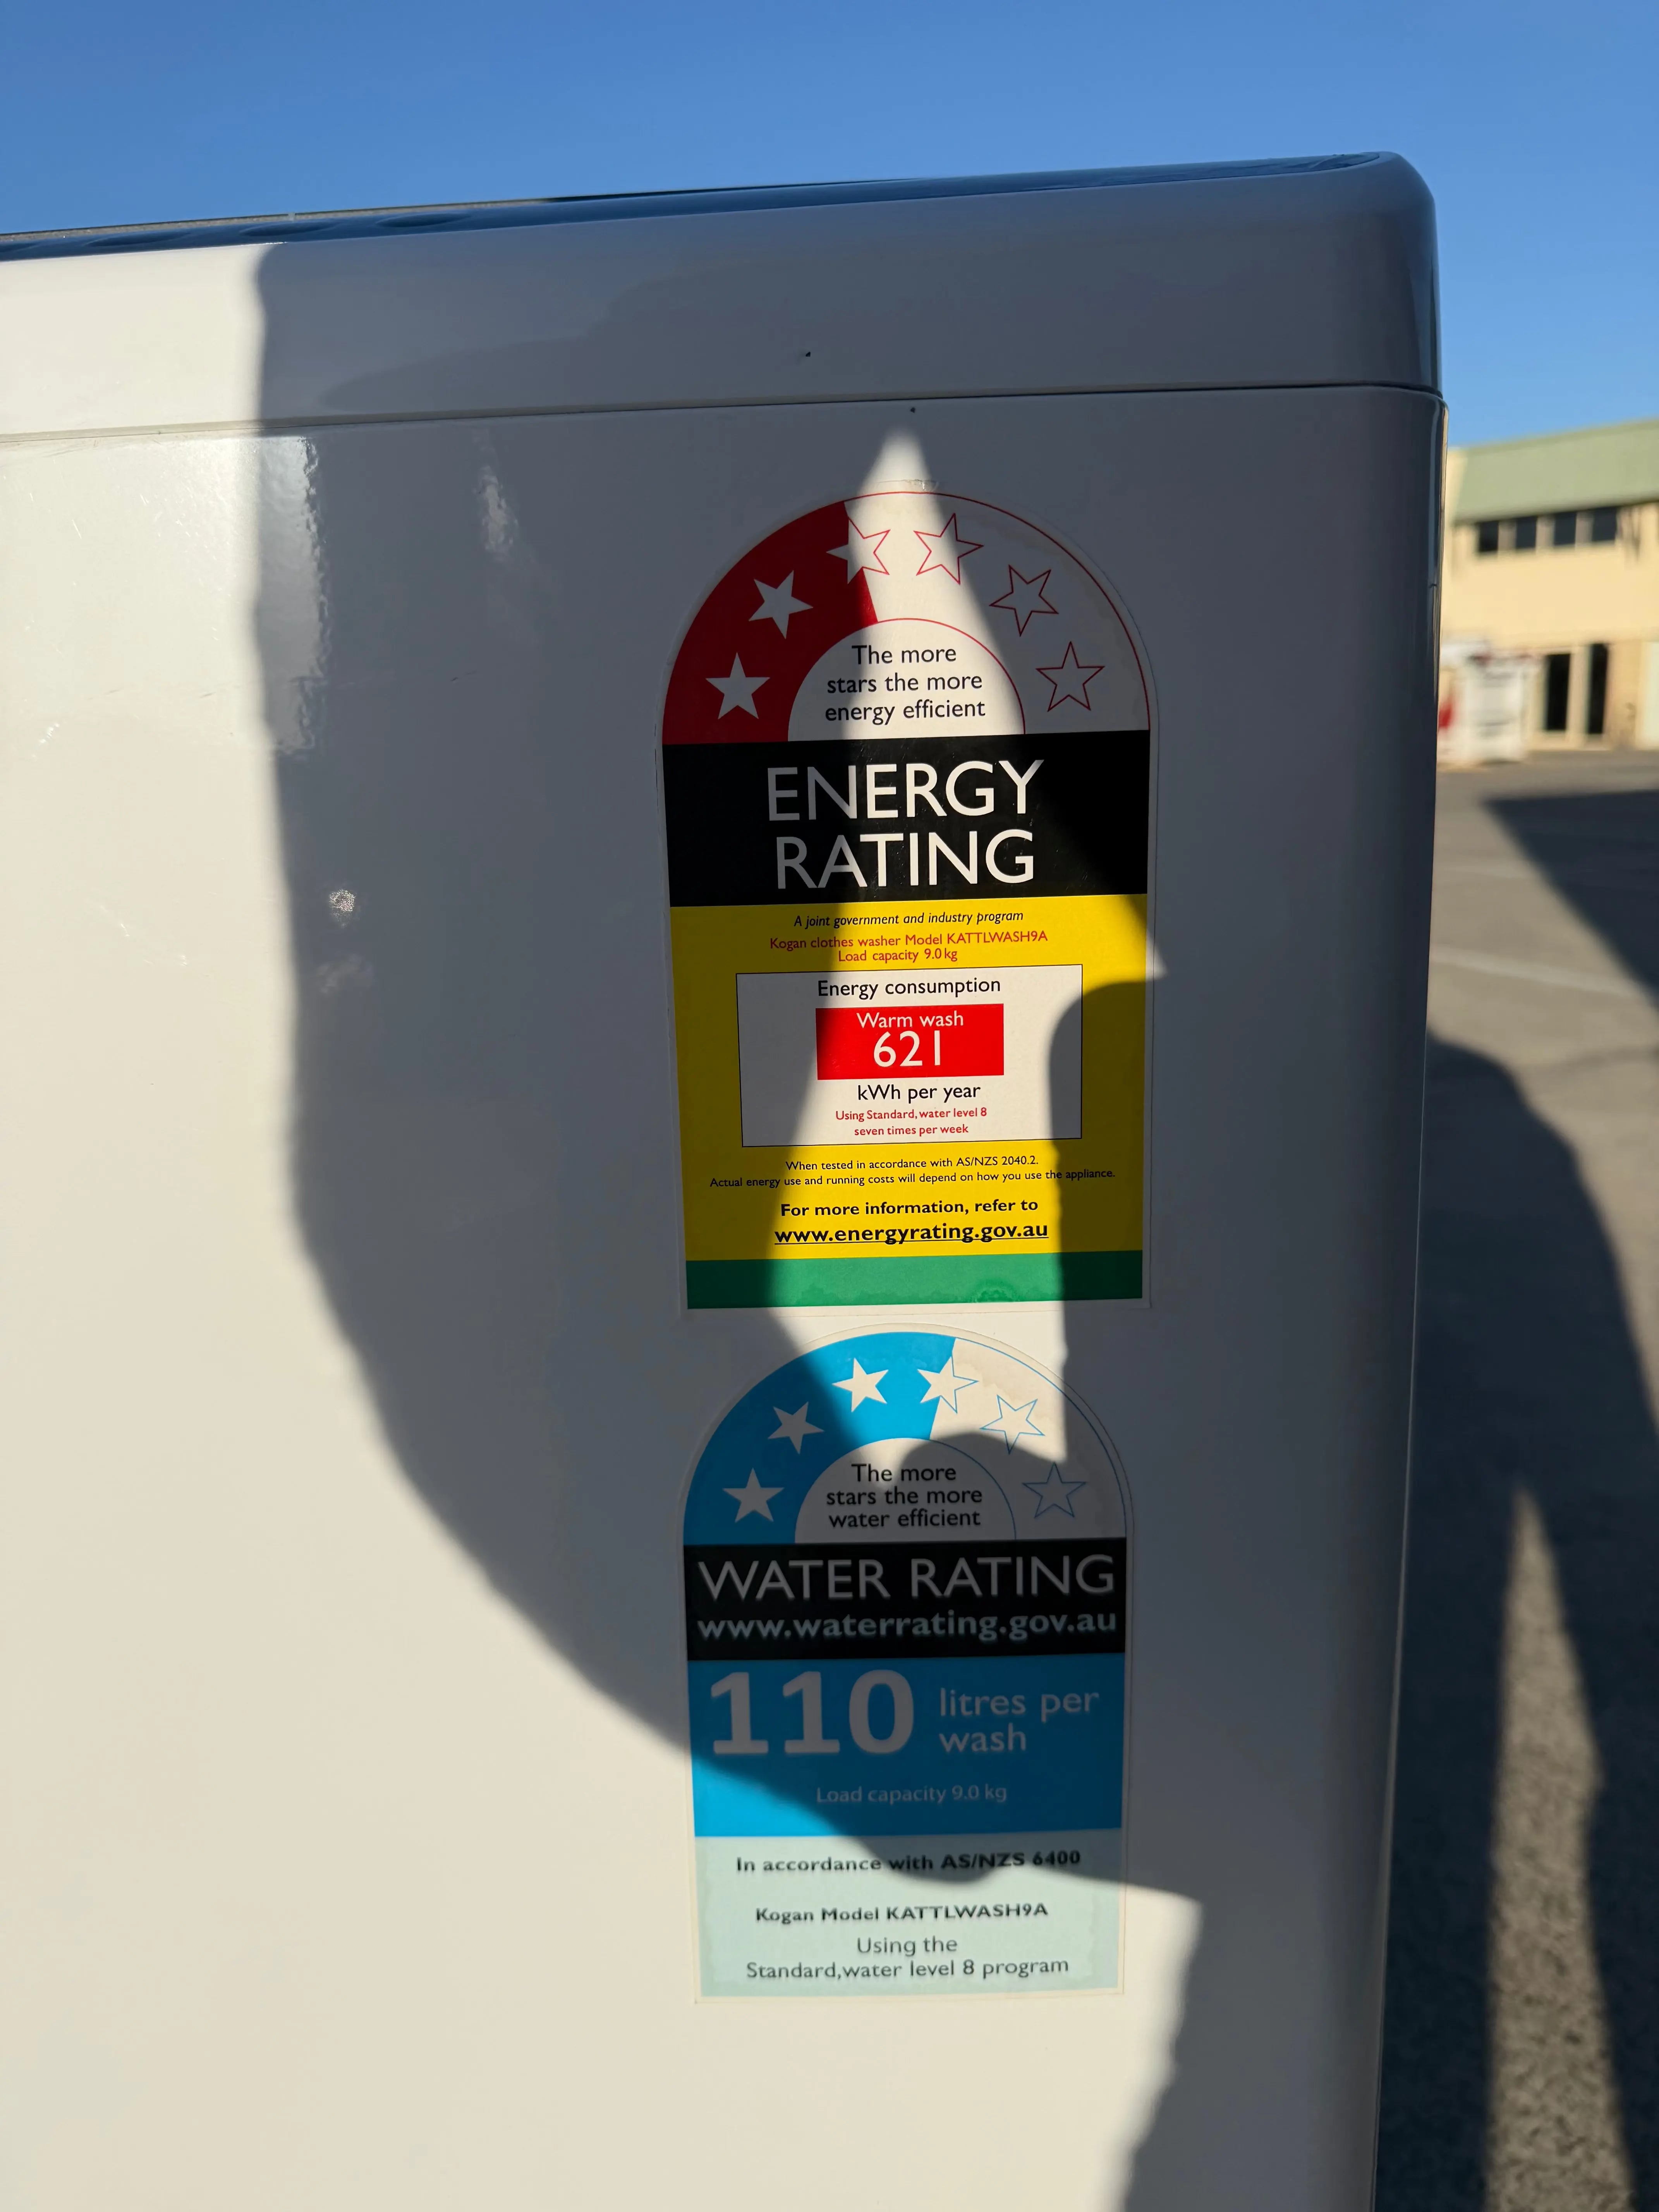 The more
stars the more
energy efficient
ENERGY
RATING
A joint government and industry program
Kogan clothes washer Model KATTLWASH9A
Load capacity 9.0 kg
Energy consumption
Warm wash
621
kWh per year
Using Standard,water level 8
seven times per week
When tested in accordance with AS/NZS 2040.2.
Actual energy use and running costs will depend on how you use the appliance.
For more information, refer to
www.energyrating.gov.au
The more
stars the more
water efficient
WATER RATING
www.waterrating.gov.au
110 litres per
wash
Load capacity 9.0 kg
In accordance with AS/NZS 6400
Kogan Model KATTLWASH9A
Using the
Standard,water level 8 program